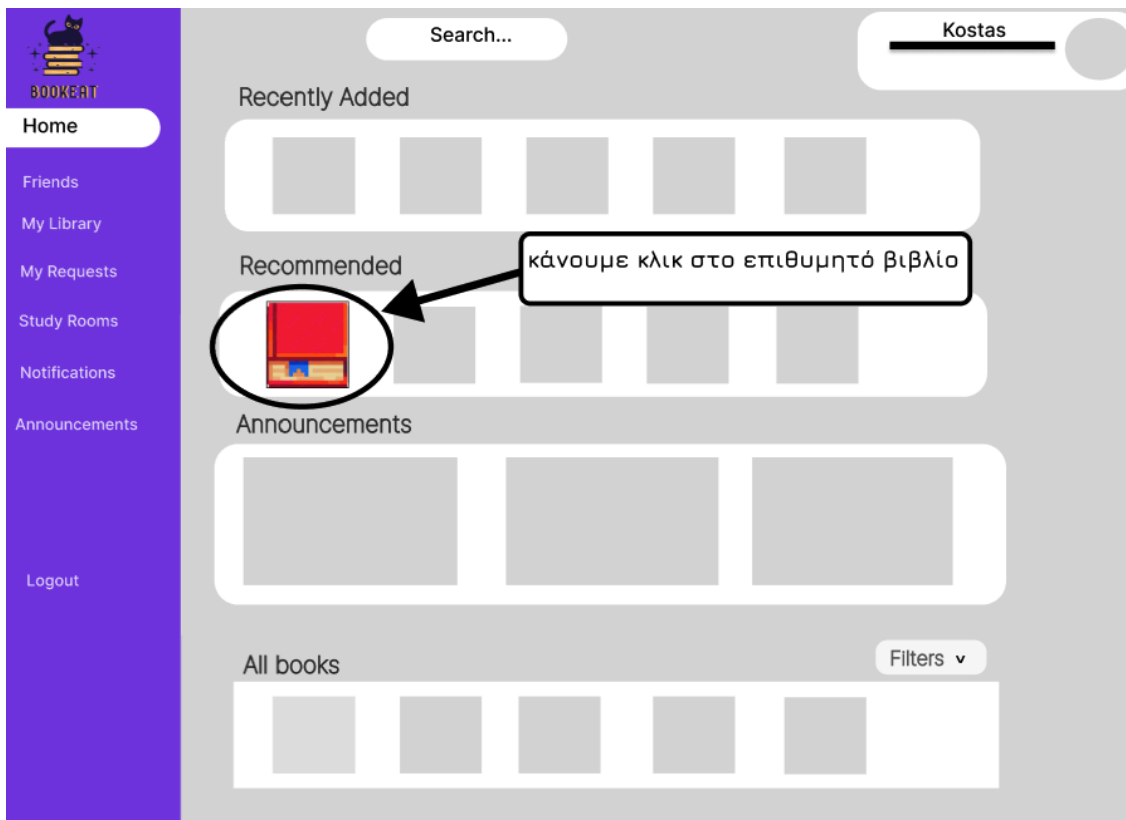 BOOKEAT
Home
Friends
My Library
My Requests
Study Rooms
Notifications
Announcements
Logout
Search...
Kostas
Recently Added
Recommended
κάνουμε κλικ στο επιθυμητό βιβλίο
Announcements
All books
Filters v